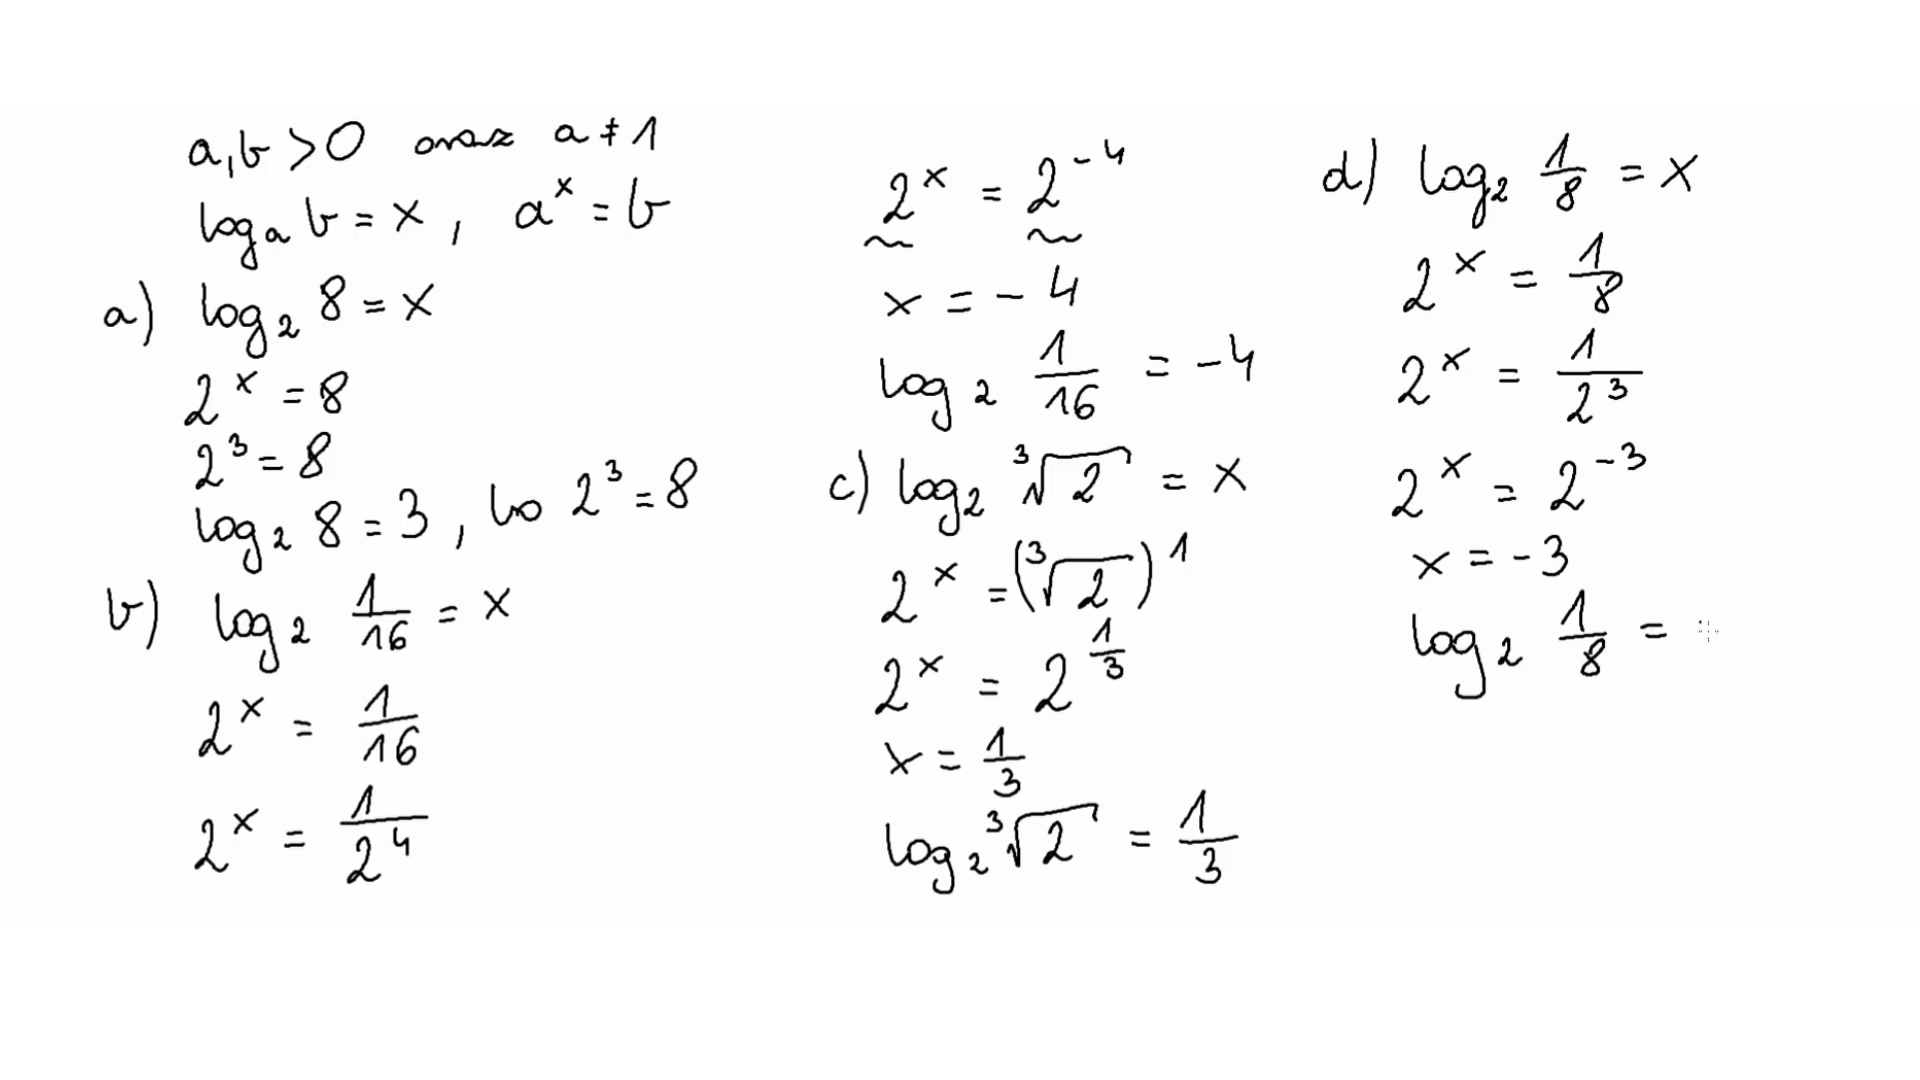 a, b > 0 oraz a ≠ 1
log_a b = x, a^x = b
a) log_2 8 = x
2^x = 8
2^3 = 8
log_2 8 = 3, bo 2^3 = 8
b) log_2 1/16 = x
2^x = 1/16
2^x = 1/2^4
2^x = 2^-4
x = -4
log_2 1/16 = -4
c) log_2 ∛2 = x
2^x = (∛2)^1
2^x = 2^(1/3)
x = 1/3
log_2 ∛2 = 1/3
d) log_2 1/8 = x
2^x = 1/8
2^x = 1/2^3
2^x = 2^-3
x = -3
log_2 1/8 =